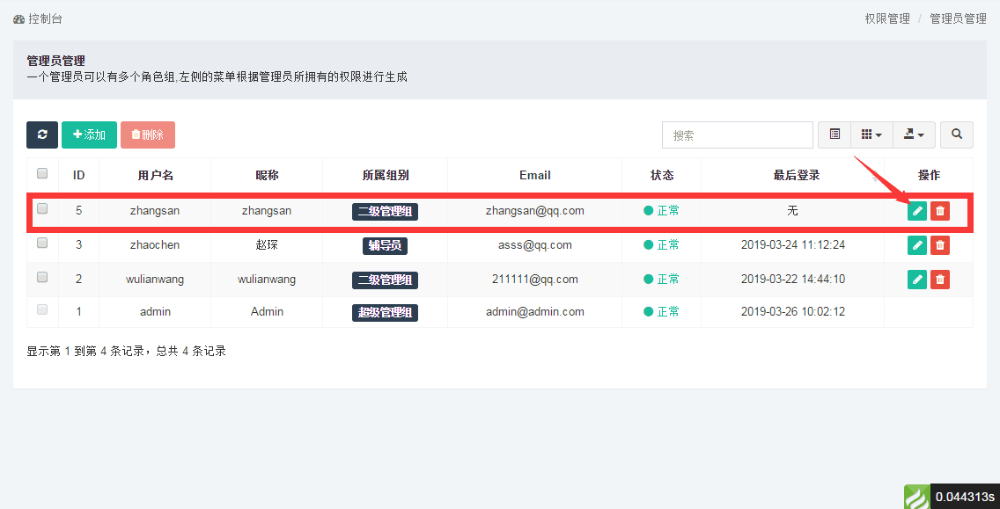 控制台
权限管理 / 管理员管理
管理员管理
一个管理员可以有多个角色组,左侧的菜单根据管理员所拥有的权限进行生成
添加 删除 搜索
ID 用户名 昵称 所属组别 Email 状态 最后登录 操作
5 zhangsan zhangsan 二级管理组 zhangsan@qq.com 正常 无
3 zhaochen 赵琛 辅导员 asss@qq.com 正常 2019-03-24 11:12:24
2 wulianwang wulianwang 二级管理组 211111@qq.com 正常 2019-03-22 14:44:10
1 admin Admin 超级管理组 admin@admin.com 正常 2019-03-26 10:02:12
显示第 1 到第 4 条记录，总共 4 条记录
0.044313s